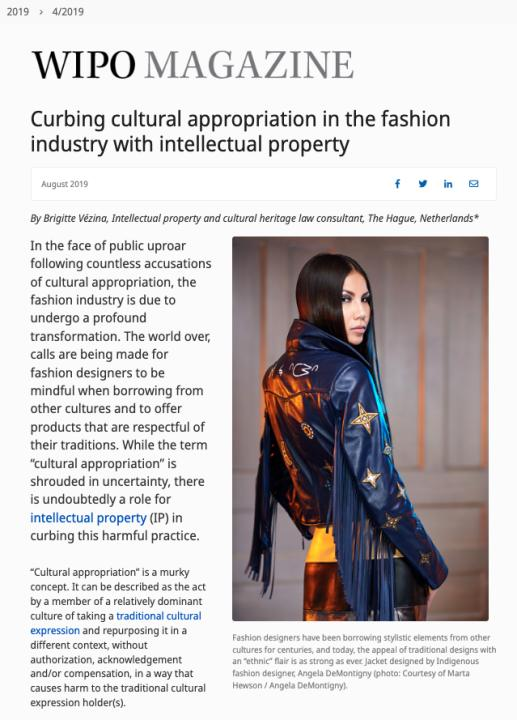 2019 › 4/2019
WIPO MAGAZINE
Curbing cultural appropriation in the fashion
industry with intellectual property
August 2019
By Brigitte Vézina, Intellectual property and cultural heritage law consultant, The Hague, Netherlands*
In the face of public uproar
following countless accusations
of cultural appropriation, the
fashion industry is due to
undergo a profound
transformation. The world over,
calls are being made for
fashion designers to be
mindful when borrowing from
other cultures and to offer
products that are respectful of
their traditions. While the term
“cultural appropriation” is
shrouded in uncertainty, there
is undoubtedly a role for
intellectual property (IP) in
curbing this harmful practice.
“Cultural appropriation” is a murky
concept. It can be described as the act
by a member of a relatively dominant
culture of taking a traditional cultural
expression and repurposing it in a
different context, without
authorization, acknowledgement
and/or compensation, in a way that
causes harm to the traditional cultural
expression holder(s).
Fashion designers have been borrowing stylistic elements from other
cultures for centuries, and today, the appeal of traditional designs with
an “ethnic” flair is as strong as ever. Jacket designed by Indigenous
fashion designer, Angela DeMontigny (photo: Courtesy of Marta
Hewson / Angela DeMontigny).